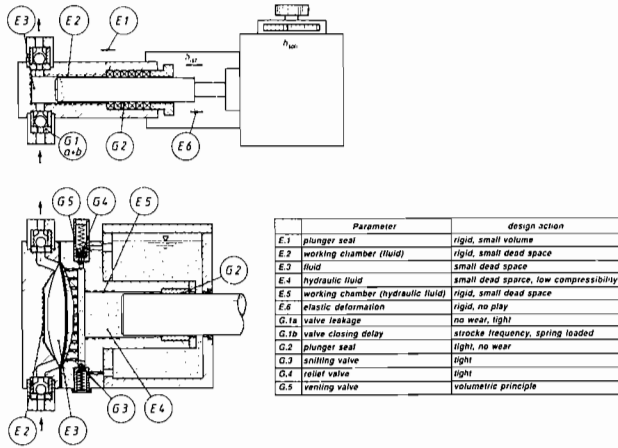 E3
E2
E1
h
G1
a+b
G2
E6
G5
G4
E5
G2
E2
E3
G3
E4
Parameter design action
E.1 plunger seal rigid, small volume
E.2 working chamber (fluid) rigid, small dead space
E.3 fluid small dead space
E.4 hydraulic fluid small dead sparce, low compressibility
E.5 working chamber (hydraulic fluid) rigid, small dead space
E.6 elastic deformation rigid, no play
G.1a valve leakage no wear, tight
G.1b valve closing delay strocke frequency, spring loaded
G.2 plunger seal tight, no wear
G.3 snifting valve tight
G.4 relief valve tight
G.5 venting valve volumetric principle